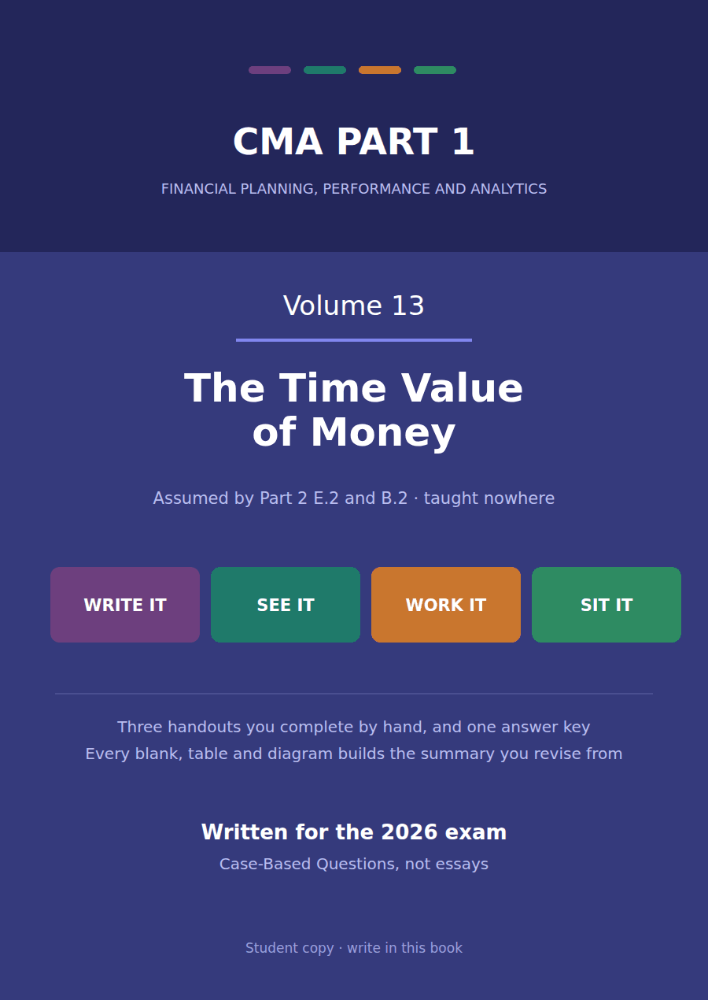 CMA PART 1
FINANCIAL PLANNING, PERFORMANCE AND ANALYTICS
Volume 13
The Time Value
of Money
Assumed by Part 2 E.2 and B.2 · taught nowhere
WRITE IT
SEE IT
WORK IT
SIT IT
Three handouts you complete by hand, and one answer key
Every blank, table and diagram builds the summary you revise from
Written for the 2026 exam
Case-Based Questions, not essays
Student copy · write in this book